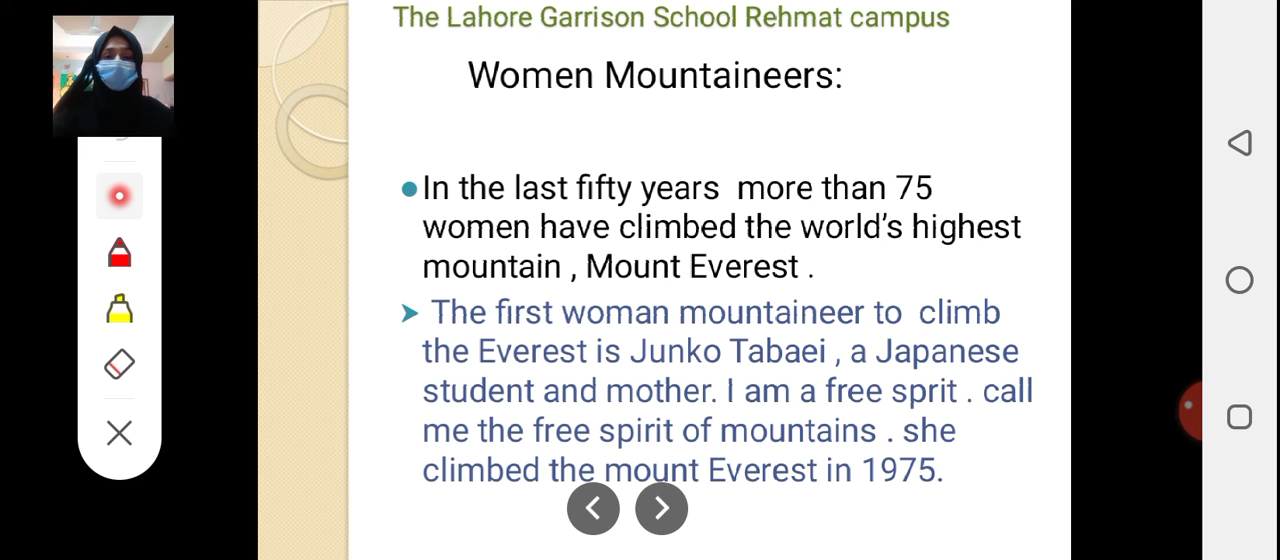 The Lahore Garrison School Rehmat campus
Women Mountaineers:
In the last fifty years more than 75
women have climbed the world's highest
mountain , Mount Everest .
The first woman mountaineer to climb
the Everest is Junko Tabaei , a Japanese
student and mother. I am a free sprit . call
me the free spirit of mountains . she
climbed the mount Everest in 1975.